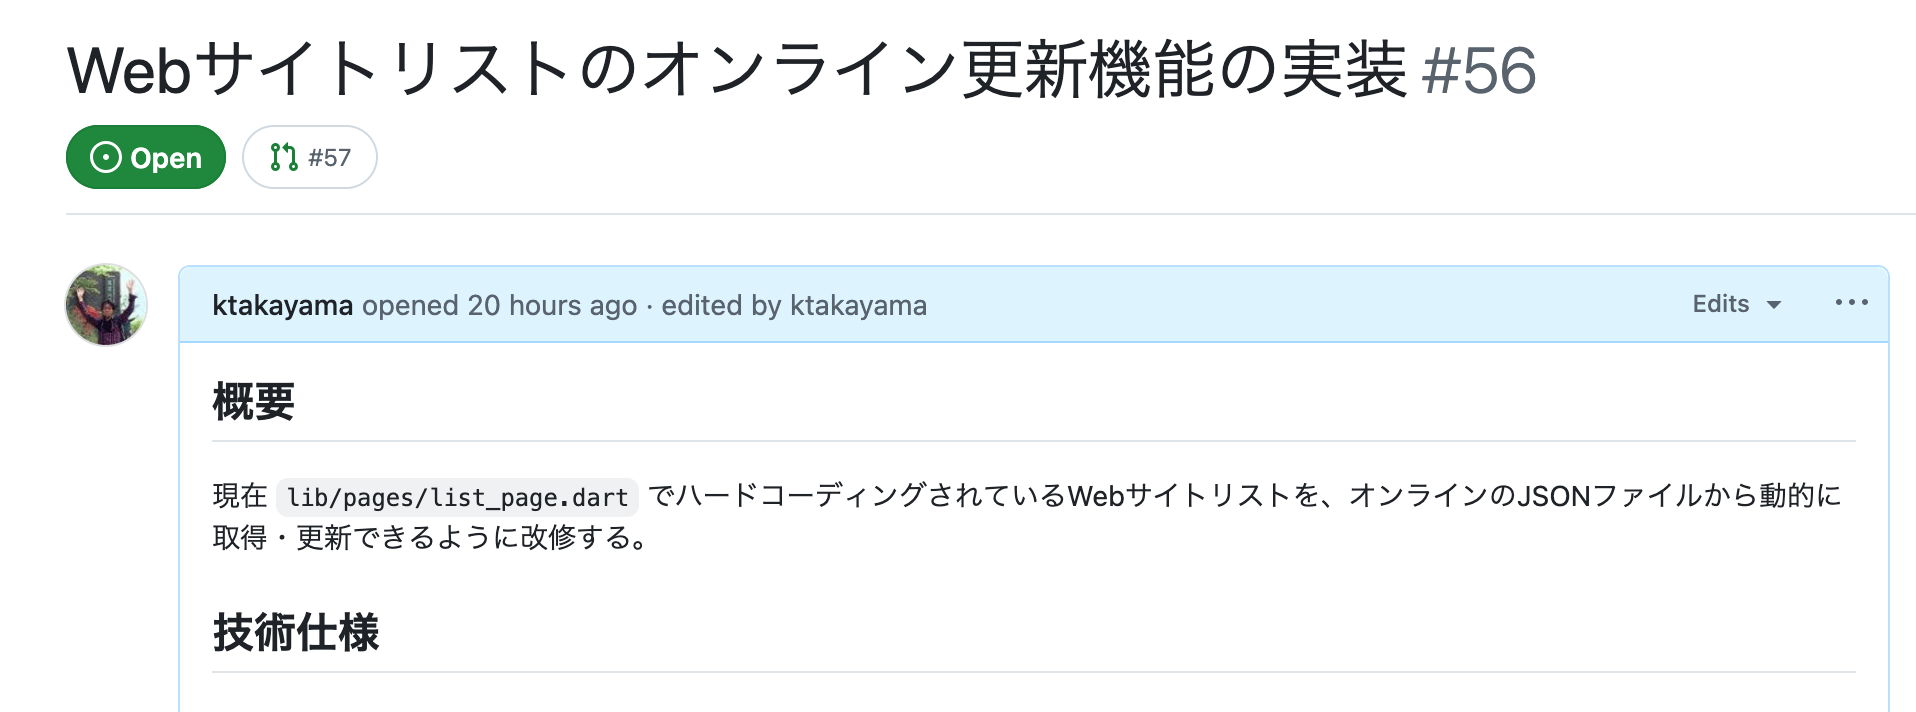 Webサイトリストのオンライン更新機能の実装 #56
Open #57
ktakayama opened 20 hours ago · edited by ktakayama Edits
概要
現在 lib/pages/list_page.dart でハードコーディングされているWebサイトリストを、オンラインのJSONファイルから動的に
取得・更新できるように改修する。
技術仕様